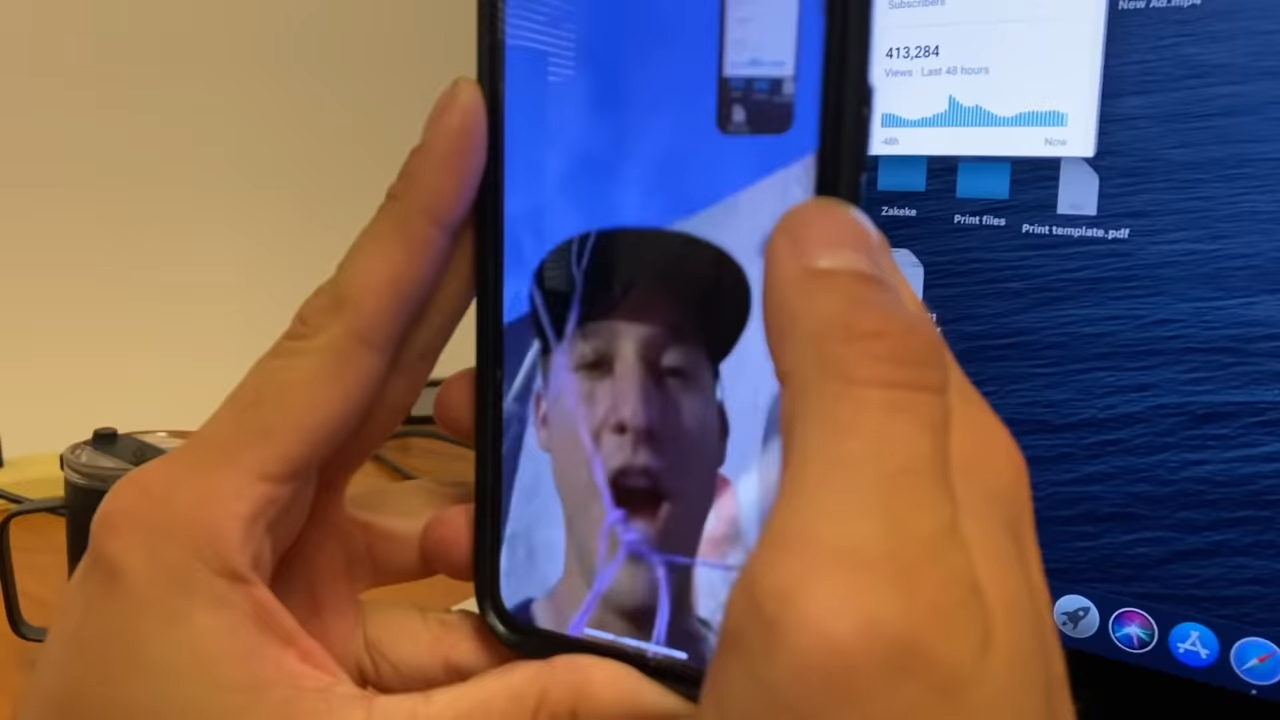 Subscribers
New Ad.mp4
413,284
Views · Last 48 hours
-48h
Now
Zakeke
Print files
Print template.pdf